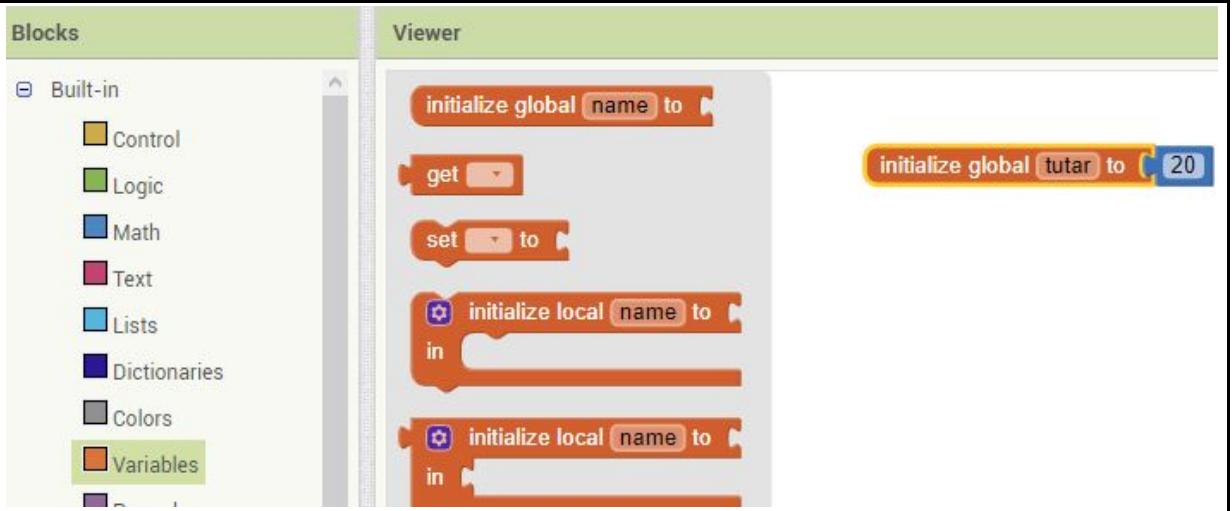 Blocks
Viewer
Built-in
Control
Logic
Math
Text
Lists
Dictionaries
Colors
Variables
initialize global name to
get
set to
initialize local name to
in
initialize local name to
in
initialize global tutar to 20